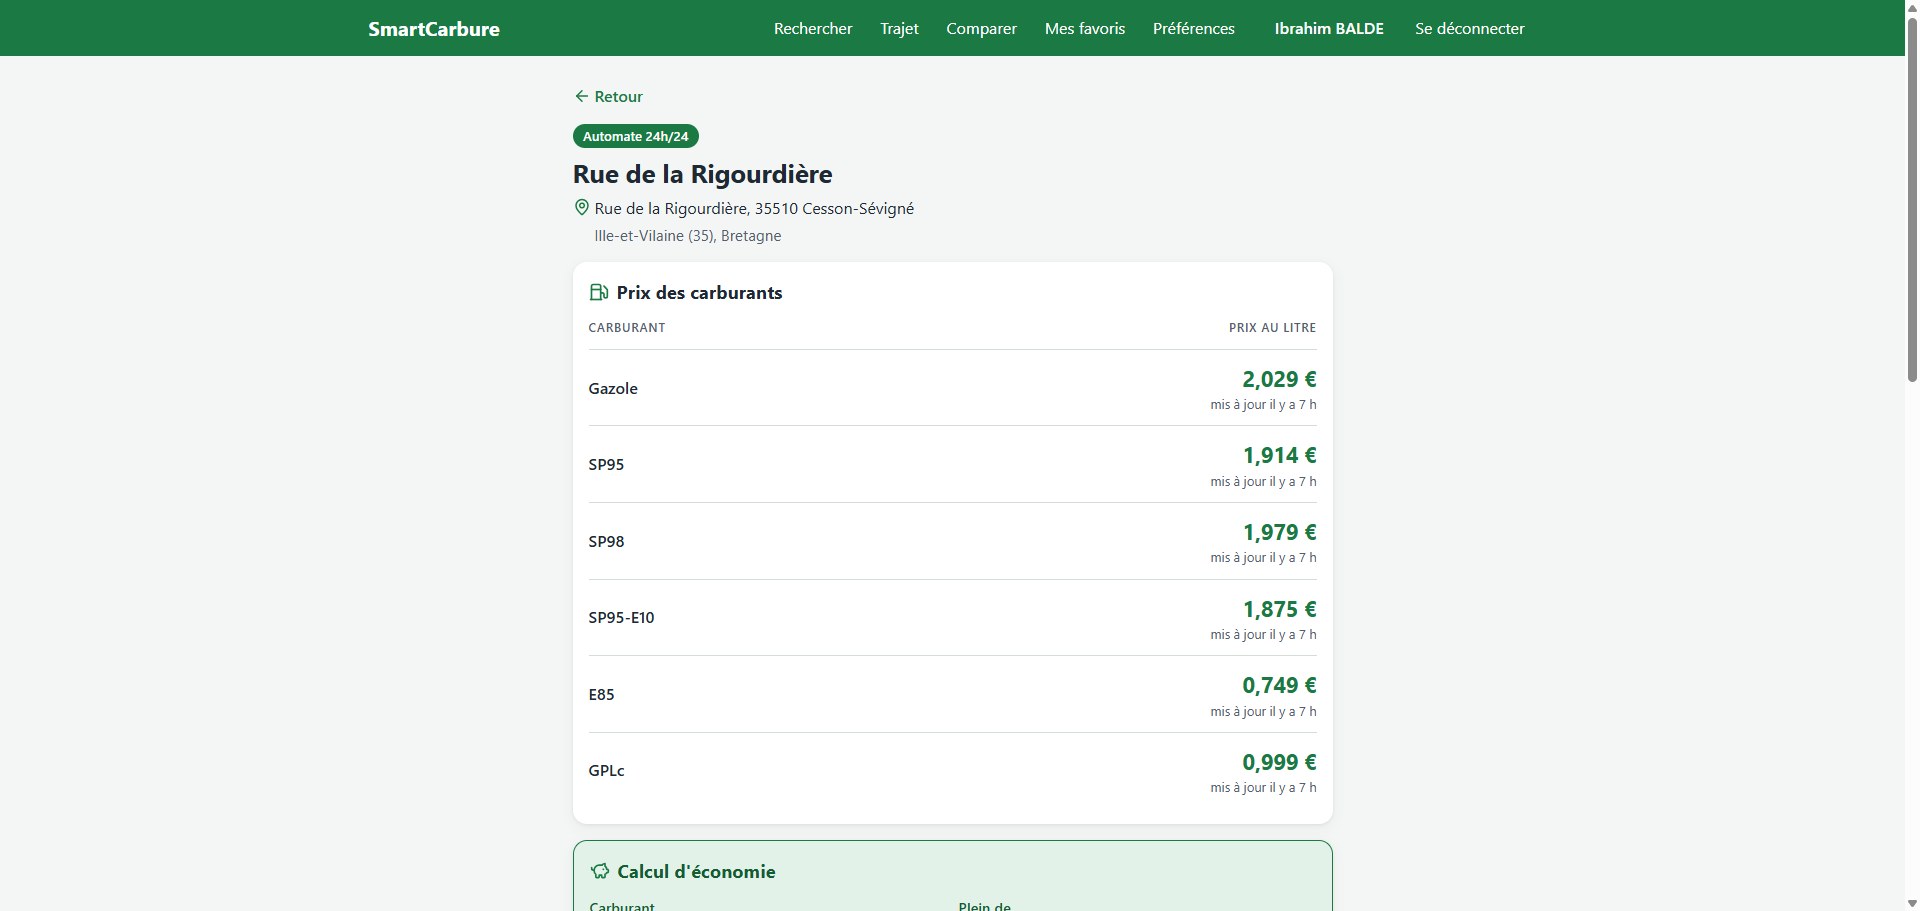 SmartCarbure Rechercher Trajet Comparer Mes favoris Préférences Ibrahim BALDE Se déconnecter
← Retour
Automate 24h/24
Rue de la Rigourdière
Rue de la Rigourdière, 35510 Cesson-Sévigné
Ille-et-Vilaine (35), Bretagne
Prix des carburants
CARBURANT PRIX AU LITRE
Gazole 2,029 €
mis à jour il y a 7 h
SP95 1,914 €
mis à jour il y a 7 h
SP98 1,979 €
mis à jour il y a 7 h
SP95-E10 1,875 €
mis à jour il y a 7 h
E85 0,749 €
mis à jour il y a 7 h
GPLc 0,999 €
mis à jour il y a 7 h
Calcul d'économie
Carburant Plein de